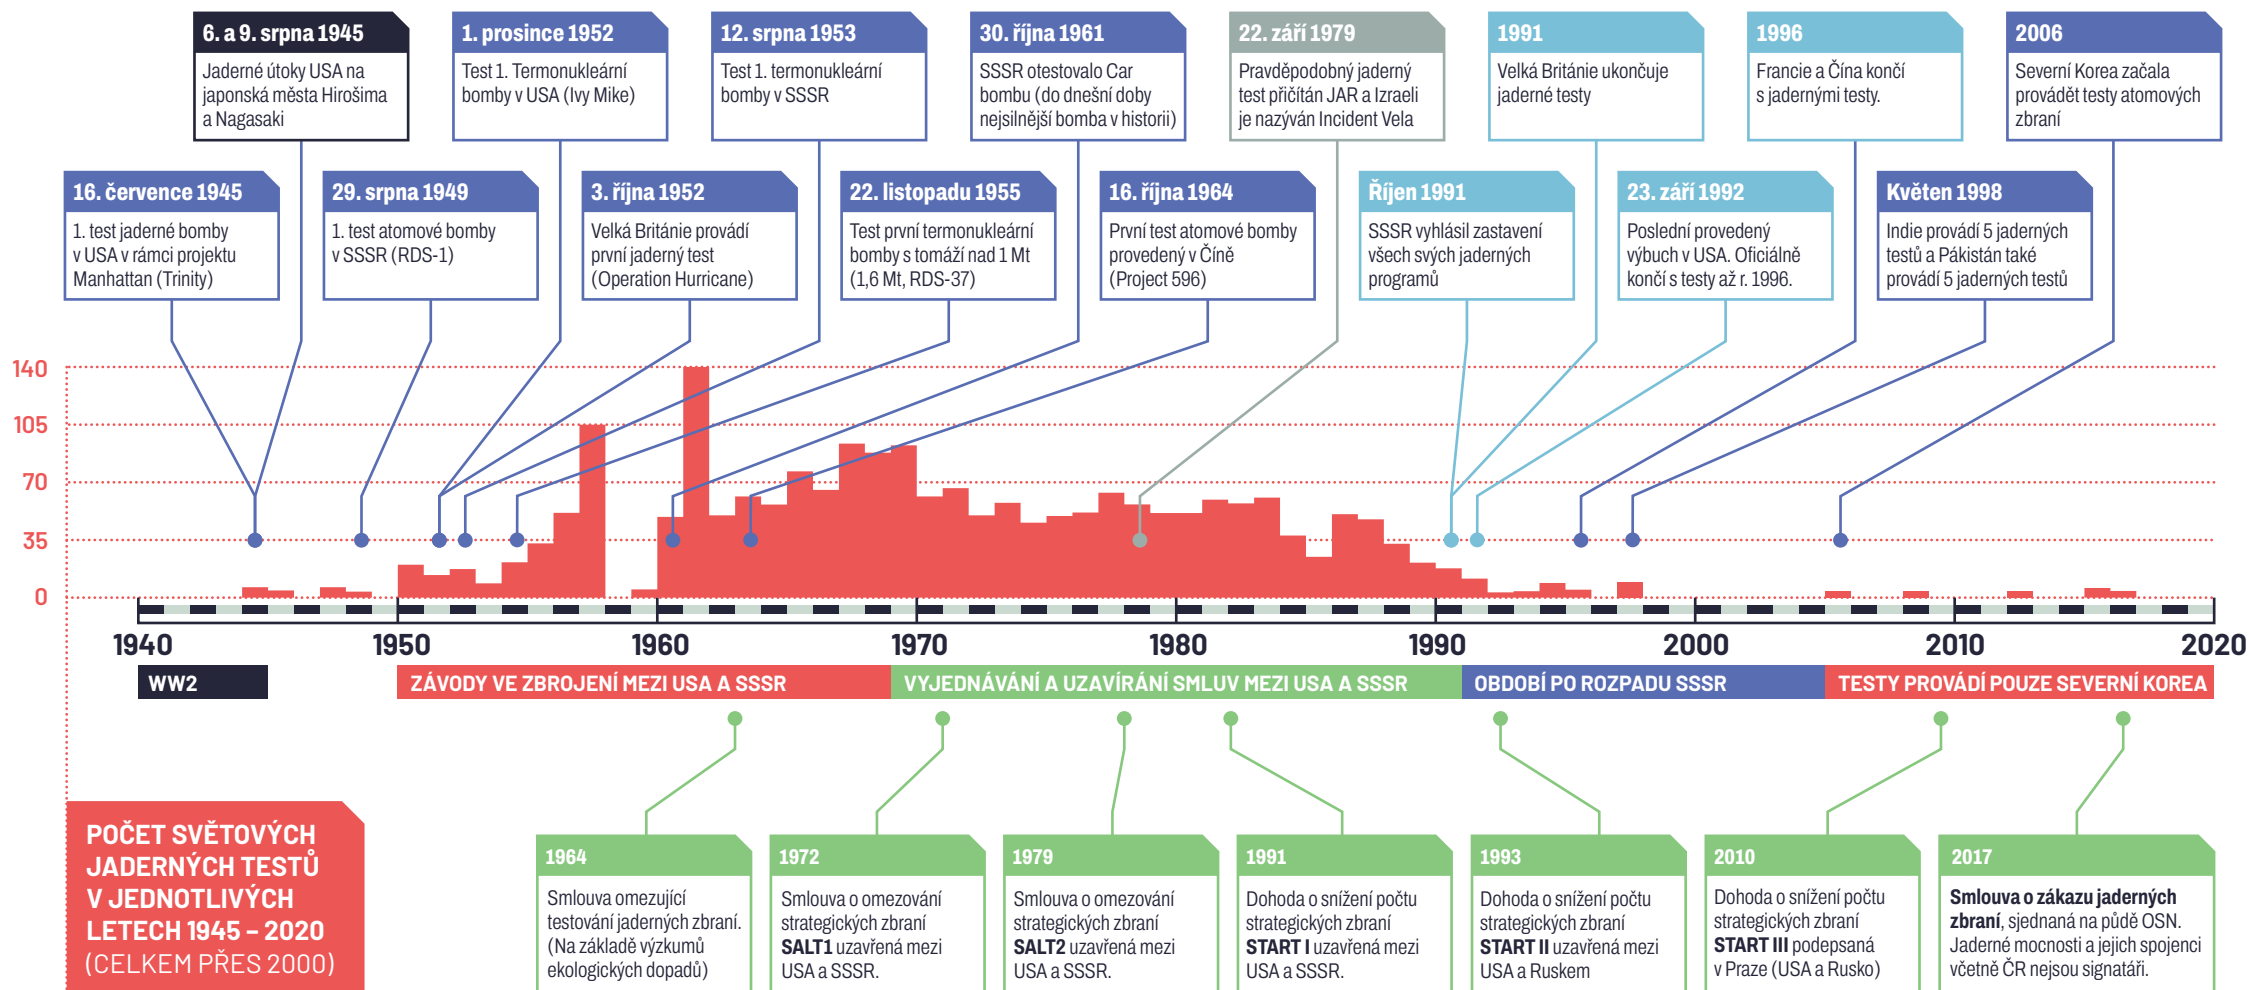 6. a 9. srpna 1945
Jaderné útoky USA na
japonská města Hirošima
a Nagasaki
1. prosince 1952
Test 1. Termonukleární
bomby v USA (Ivy Mike)
12. srpna 1953
Test 1. termonukleární
bomby v SSSR
30. října 1961
SSSR otestovalo Car
bombu (do dnešní doby
nejsilnější bomba v historii)
22. září 1979
Pravděpodobný jaderný
test přičítán JAR a Izraeli
je nazýván Incident Vela
1991
Velká Británie ukončuje
jaderné testy
1996
Francie a Čína končí
s jadernými testy.
2006
Severní Korea začala
provádět testy atomových
zbraní
16. července 1945
1. test jaderné bomby
v USA v rámci projektu
Manhattan (Trinity)
29. srpna 1949
1. test atomové bomby
v SSSR (RDS-1)
3. října 1952
Velká Británie provádí
první jaderný test
(Operation Hurricane)
22. listopadu 1955
Test první termonukleární
bomby s tomáží nad 1 Mt
(1,6 Mt, RDS-37)
16. října 1964
První test atomové bomby
provedený v Číně
(Project 596)
Říjen 1991
SSSR vyhlásil zastavení
všech svých jaderných
programů
23. září 1992
Poslední provedený
výbuch v USA. Oficiálně
končí s testy až r. 1996.
Květen 1998
Indie provádí 5 jaderných
testů a Pákistán také
provádí 5 jaderných testů
140
105
70
35
0
1940
1950
1960
1970
1980
1990
2000
2010
2020
WW2
ZÁVODY VE ZBROJENÍ MEZI USA A SSSR
VYJEDNÁVÁNÍ A UZAVÍRÁNÍ SMLUV MEZI USA A SSSR
OBDOBÍ PO ROZPADU SSSR
TESTY PROVÁDÍ POUZE SEVERNÍ KOREA
POČET SVĚTOVÝCH
JADERNÝCH TESTŮ
V JEDNOTLIVÝCH
LETECH 1945 – 2020
(CELKEM PŘES 2000)
1964
Smlouva omezující
testování jaderných zbraní.
(Na základě výzkumů
ekologických dopadů)
1972
Smlouva o omezování
strategických zbraní
SALT1 uzavřená mezi
USA a SSSR.
1979
Smlouva o omezování
strategických zbraní
SALT2 uzavřená mezi
USA a SSSR.
1991
Dohoda o snížení počtu
strategických zbraní
START I uzavřená mezi
USA a SSSR.
1993
Dohoda o snížení počtu
strategických zbraní
START II uzavřená mezi
USA a Ruskem
2010
Dohoda o snížení počtu
strategických zbraní
START III podepsaná
v Praze (USA a Rusko)
2017
Smlouva o zákazu jaderných
zbraní, sjednaná na půdě OSN.
Jaderné mocnosti a jejich spojenci
včetně ČR nejsou signatáři.